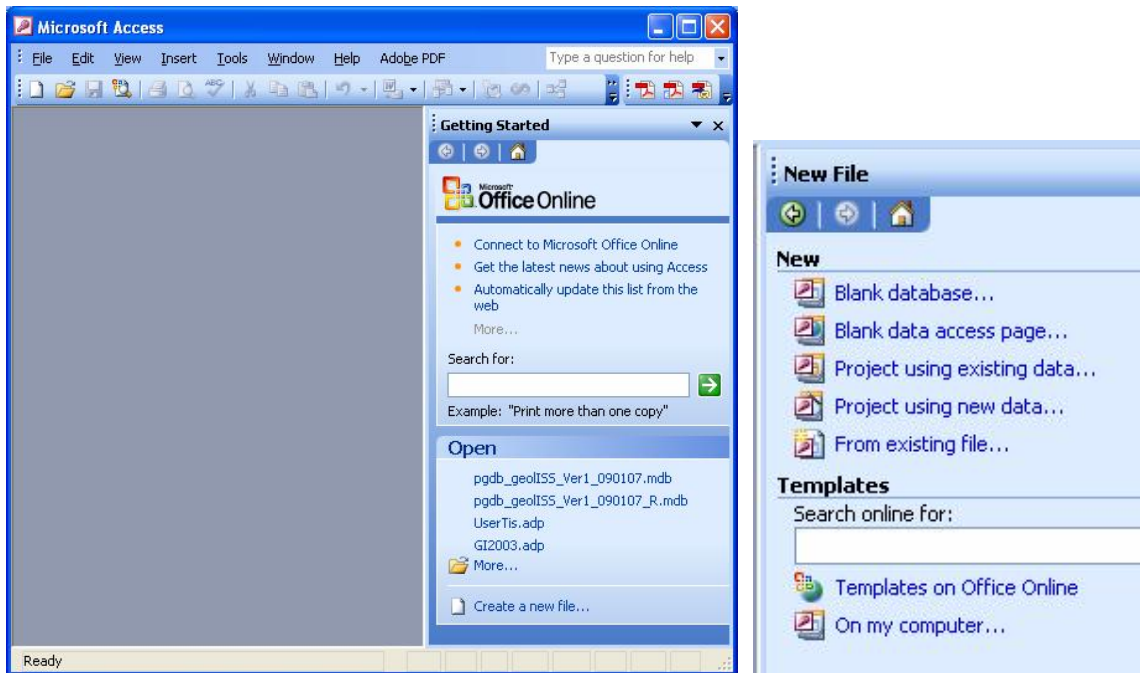 Microsoft Access
File Edit View Insert Tools Window Help Adobe PDF Type a question for help
Getting Started
Microsoft
Office Online
Connect to Microsoft Office Online
Get the latest news about using Access
Automatically update this list from the
web
More...
Search for:
Example: "Print more than one copy"
Open
pgdb_geolISS_Ver1_090107.mdb
pgdb_geolISS_Ver1_090107_R.mdb
UserTis.adp
GI2003.adp
More...
Create a new file...
Ready
New File
New
Blank database...
Blank data access page...
Project using existing data...
Project using new data...
From existing file...
Templates
Search online for:
Templates on Office Online
On my computer...